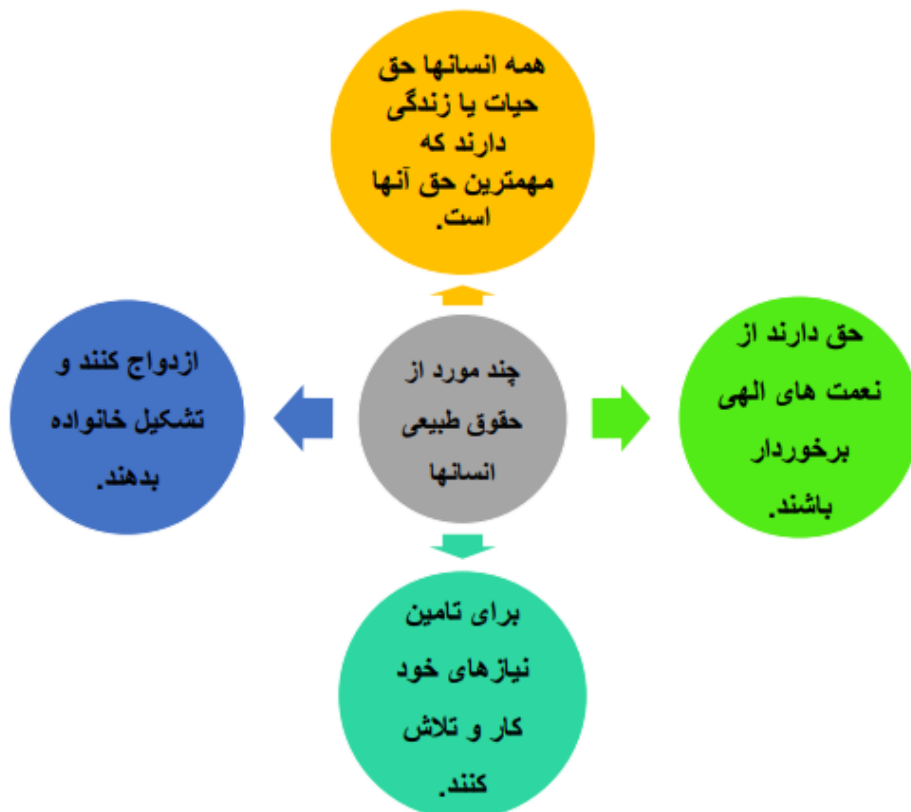 همه انسانها حق
حیات یا زندگی
دارند که
مهمترین حق آنها
است.
حق دارند از
نعمت های الهی
برخوردار
باشند.
چند مورد از
حقوق طبیعی
انسانها
ازدواج کنند و
تشکیل خانواده
بدهند.
برای تامین
نیازهای خود
کار و تلاش
کنند.